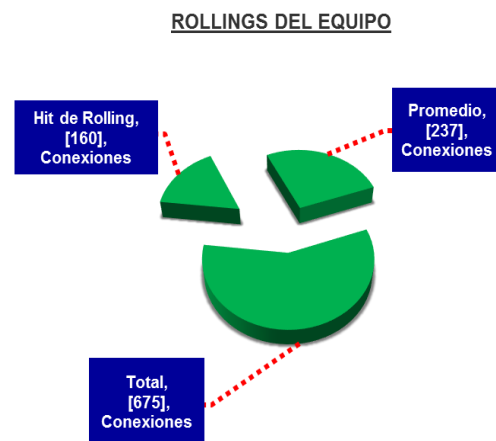 ROLLINGS DEL EQUIPO
Hit de Rolling,
[160],
Conexiones
Promedio,
[237],
Conexiones
Total,
[675],
Conexiones